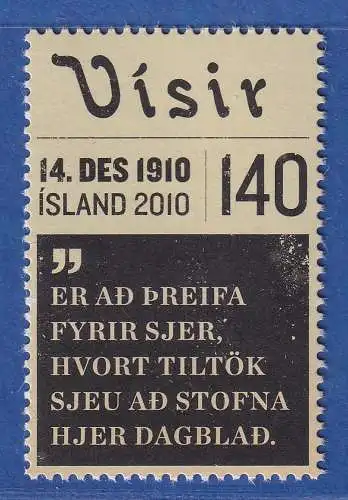 Vísir
14. DES 1910
ÍSLAND 2010
140
”
ER AÐ ÞREIFA
FYRIR SJER,
HVORT TILTÖK
SJEU AÐ STOFNA
HJER DAGBLAÐ.